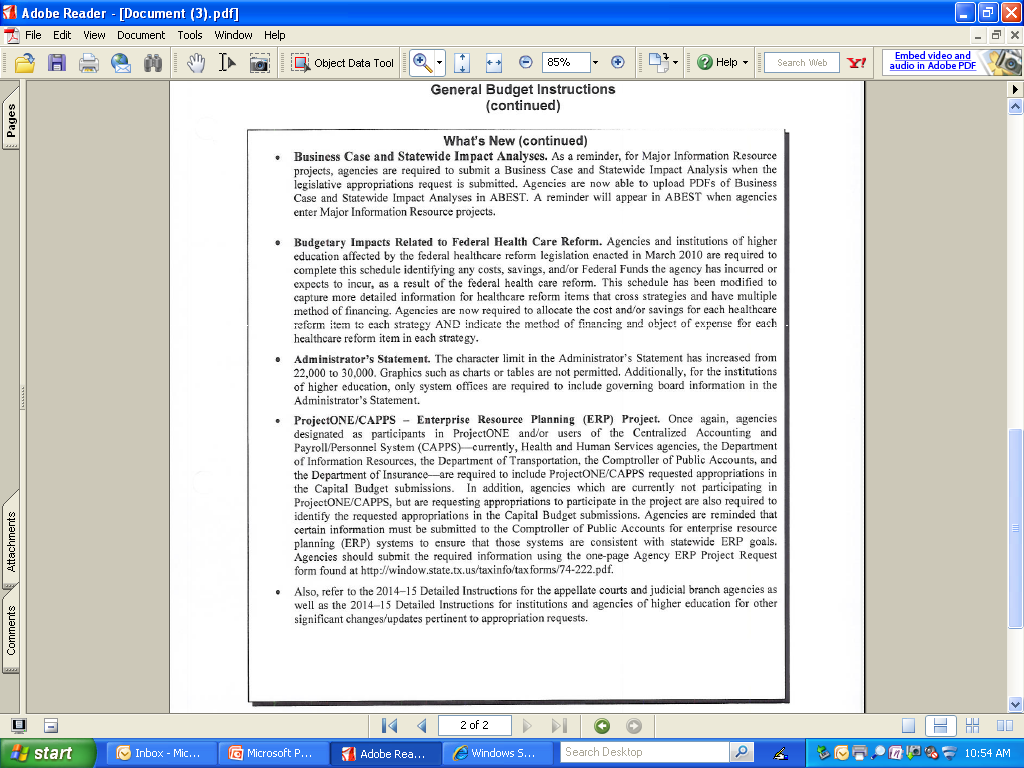 Adobe Reader - [Document (3).pdf]
File Edit View Document Tools Window Help
Object Data Tool 85% Help Search Web Y! Embed video and
audio in Adobe PDF
Pages
Attachments
Comments
General Budget Instructions
(continued)
What's New (continued)
• Business Case and Statewide Impact Analyses. As a reminder, for Major Information Resource
projects, agencies are required to submit a Business Case and Statewide Impact Analysis when the
legislative appropriations request is submitted. Agencies are now able to upload PDFs of Business
Case and Statewide Impact Analyses in ABEST. A reminder will appear in ABEST when agencies
enter Major Information Resource projects.
• Budgetary Impacts Related to Federal Health Care Reform. Agencies and institutions of higher
education affected by the federal healthcare reform legislation enacted in March 2010 are required to
complete this schedule identifying any costs, savings, and/or Federal Funds the agency has incurred or
expects to incur, as a result of the federal health care reform. This schedule has been modified to
capture more detailed information for healthcare reform items that cross strategies and have multiple
method of financing. Agencies are now required to allocate the cost and/or savings for each healthcare
reform item to each strategy AND indicate the method of financing and object of expense for each
healthcare reform item in each strategy.
• Administrator's Statement. The character limit in the Administrator's Statement has increased from
22,000 to 30,000. Graphics such as charts or tables are not permitted. Additionally, for the institutions
of higher education, only system offices are required to include governing board information in the
Administrator's Statement.
• ProjectONE/CAPPS – Enterprise Resource Planning (ERP) Project. Once again, agencies
designated as participants in ProjectONE and/or users of the Centralized Accounting and
Payroll/Personnel System (CAPPS)—currently, Health and Human Services agencies, the Department
of Information Resources, the Department of Transportation, the Comptroller of Public Accounts, and
the Department of Insurance—are required to include ProjectONE/CAPPS requested appropriations in
the Capital Budget submissions. In addition, agencies which are currently not participating in
ProjectONE/CAPPS, but are requesting appropriations to participate in the project are also required to
identify the requested appropriations in the Capital Budget submissions. Agencies are reminded that
certain information must be submitted to the Comptroller of Public Accounts for enterprise resource
planning (ERP) systems to ensure that those systems are consistent with statewide ERP goals.
Agencies should submit the required information using the one-page Agency ERP Project Request
form found at http://window.state.tx.us/taxinfo/taxforms/74-222.pdf.
• Also, refer to the 2014–15 Detailed Instructions for the appellate courts and judicial branch agencies as
well as the 2014–15 Detailed Instructions for institutions and agencies of higher education for other
significant changes/updates pertinent to appropriation requests.
2 of 2
start Inbox - Mic... Microsoft P... Adobe Rea... Windows S... Search Desktop 10:54 AM